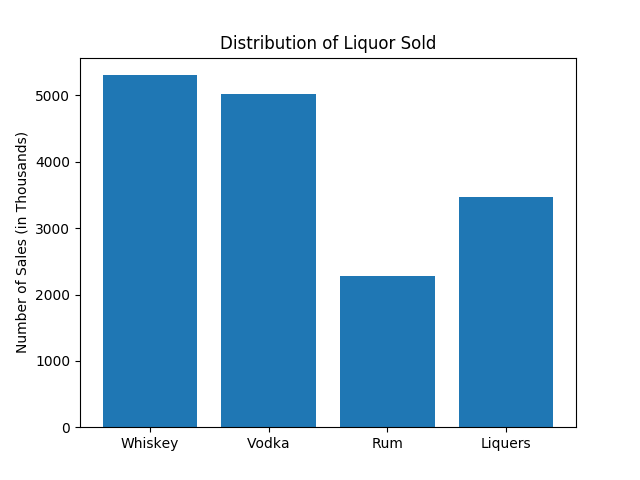 Distribution of Liquor Sold
Number of Sales (in Thousands)
5000
4000
3000
2000
1000
0
Whiskey Vodka Rum Liquers